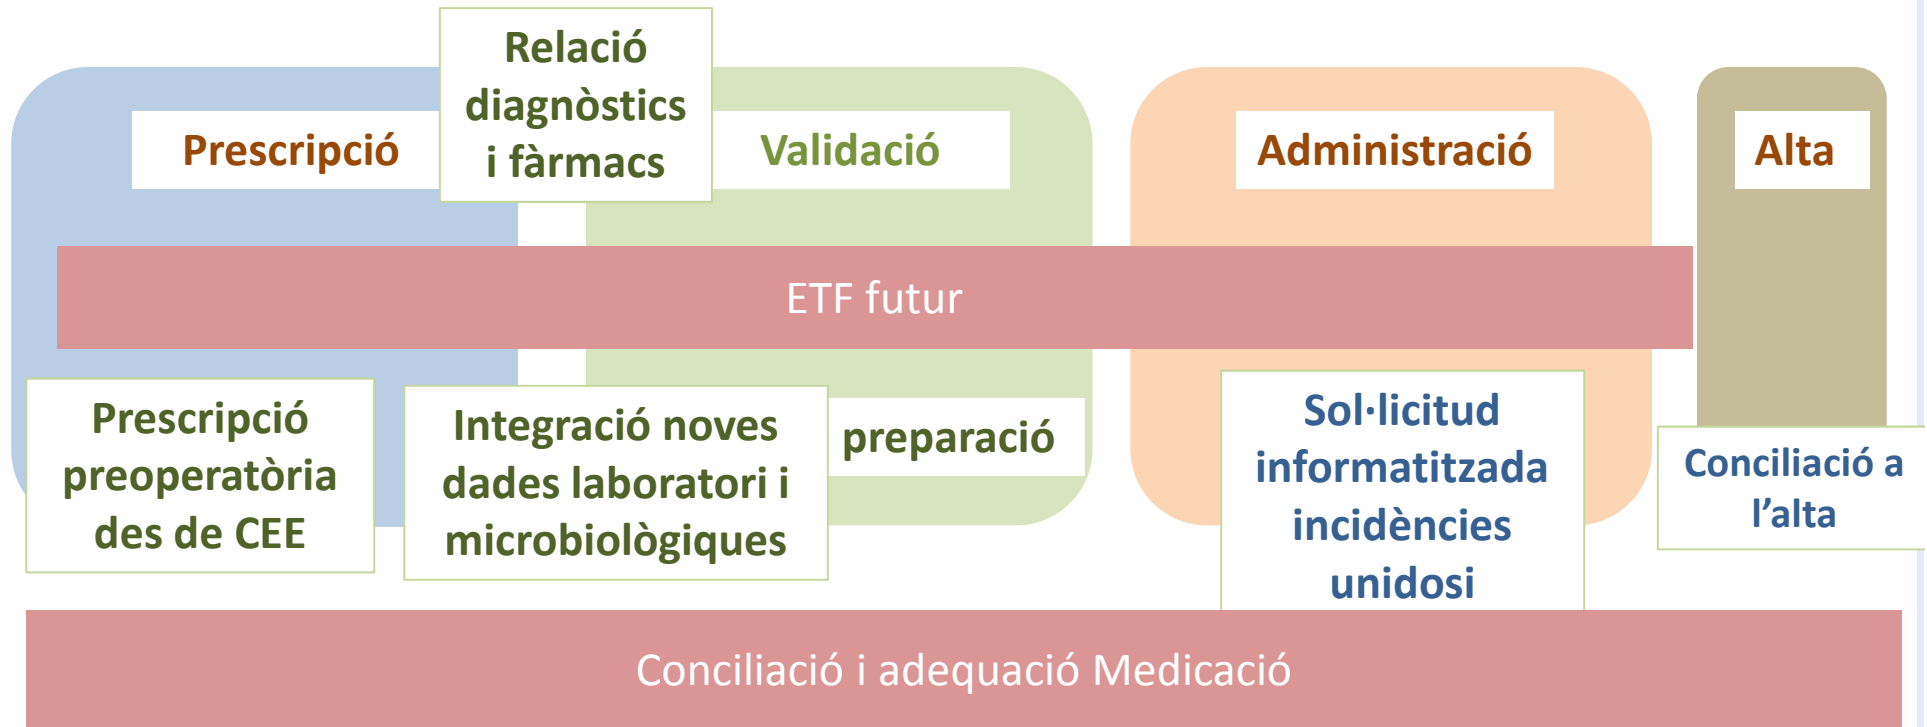 Relació
diagnòstics
i fàrmacs
Prescripció
Validació
Administració
Alta
ETF futur
Prescripció
preoperatòria
des de CEE
Integració noves
dades laboratori i
microbiològiques
preparació
Sol·licitud
informatitzada
incidències
unidosi
Conciliació a
l’alta
Conciliació i adequació Medicació